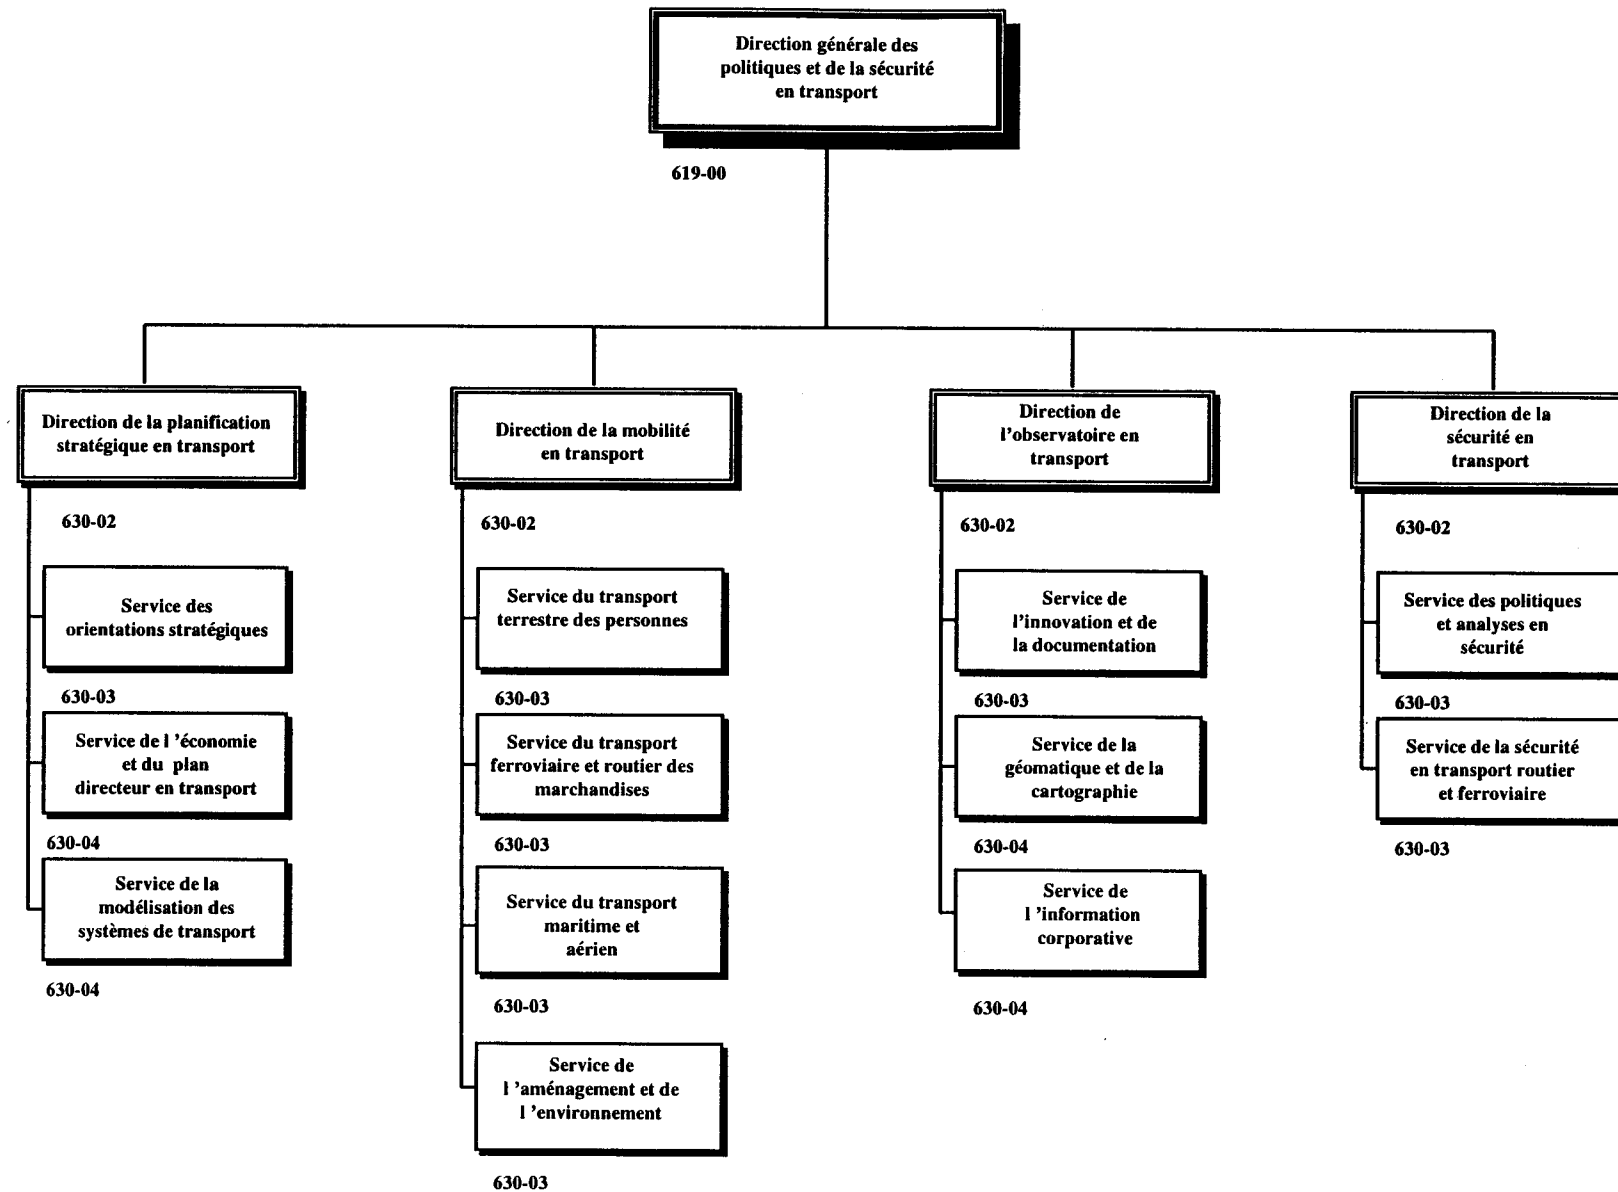 Direction générale des
politiques et de la sécurité
en transport
619-00
Direction de la planification
stratégique en transport
630-02
Service des
orientations stratégiques
630-03
Service de l 'économie
et du plan
directeur en transport
630-04
Service de la
modélisation des
systèmes de transport
630-04
Direction de la mobilité
en transport
630-02
Service du transport
terrestre des personnes
630-03
Service du transport
ferroviaire et routier des
marchandises
630-03
Service du transport
maritime et
aérien
630-03
Service de
l 'aménagement et de
l 'environnement
630-03
Direction de
l'observatoire en
transport
630-02
Service de
l'innovation et de
la documentation
630-03
Service de la
géomatique et de la
cartographie
630-04
Service de
l 'information
corporative
630-04
Direction de la
sécurité en
transport
630-02
Service des politiques
et analyses en
sécurité
630-03
Service de la sécurité
en transport routier
et ferroviaire
630-03